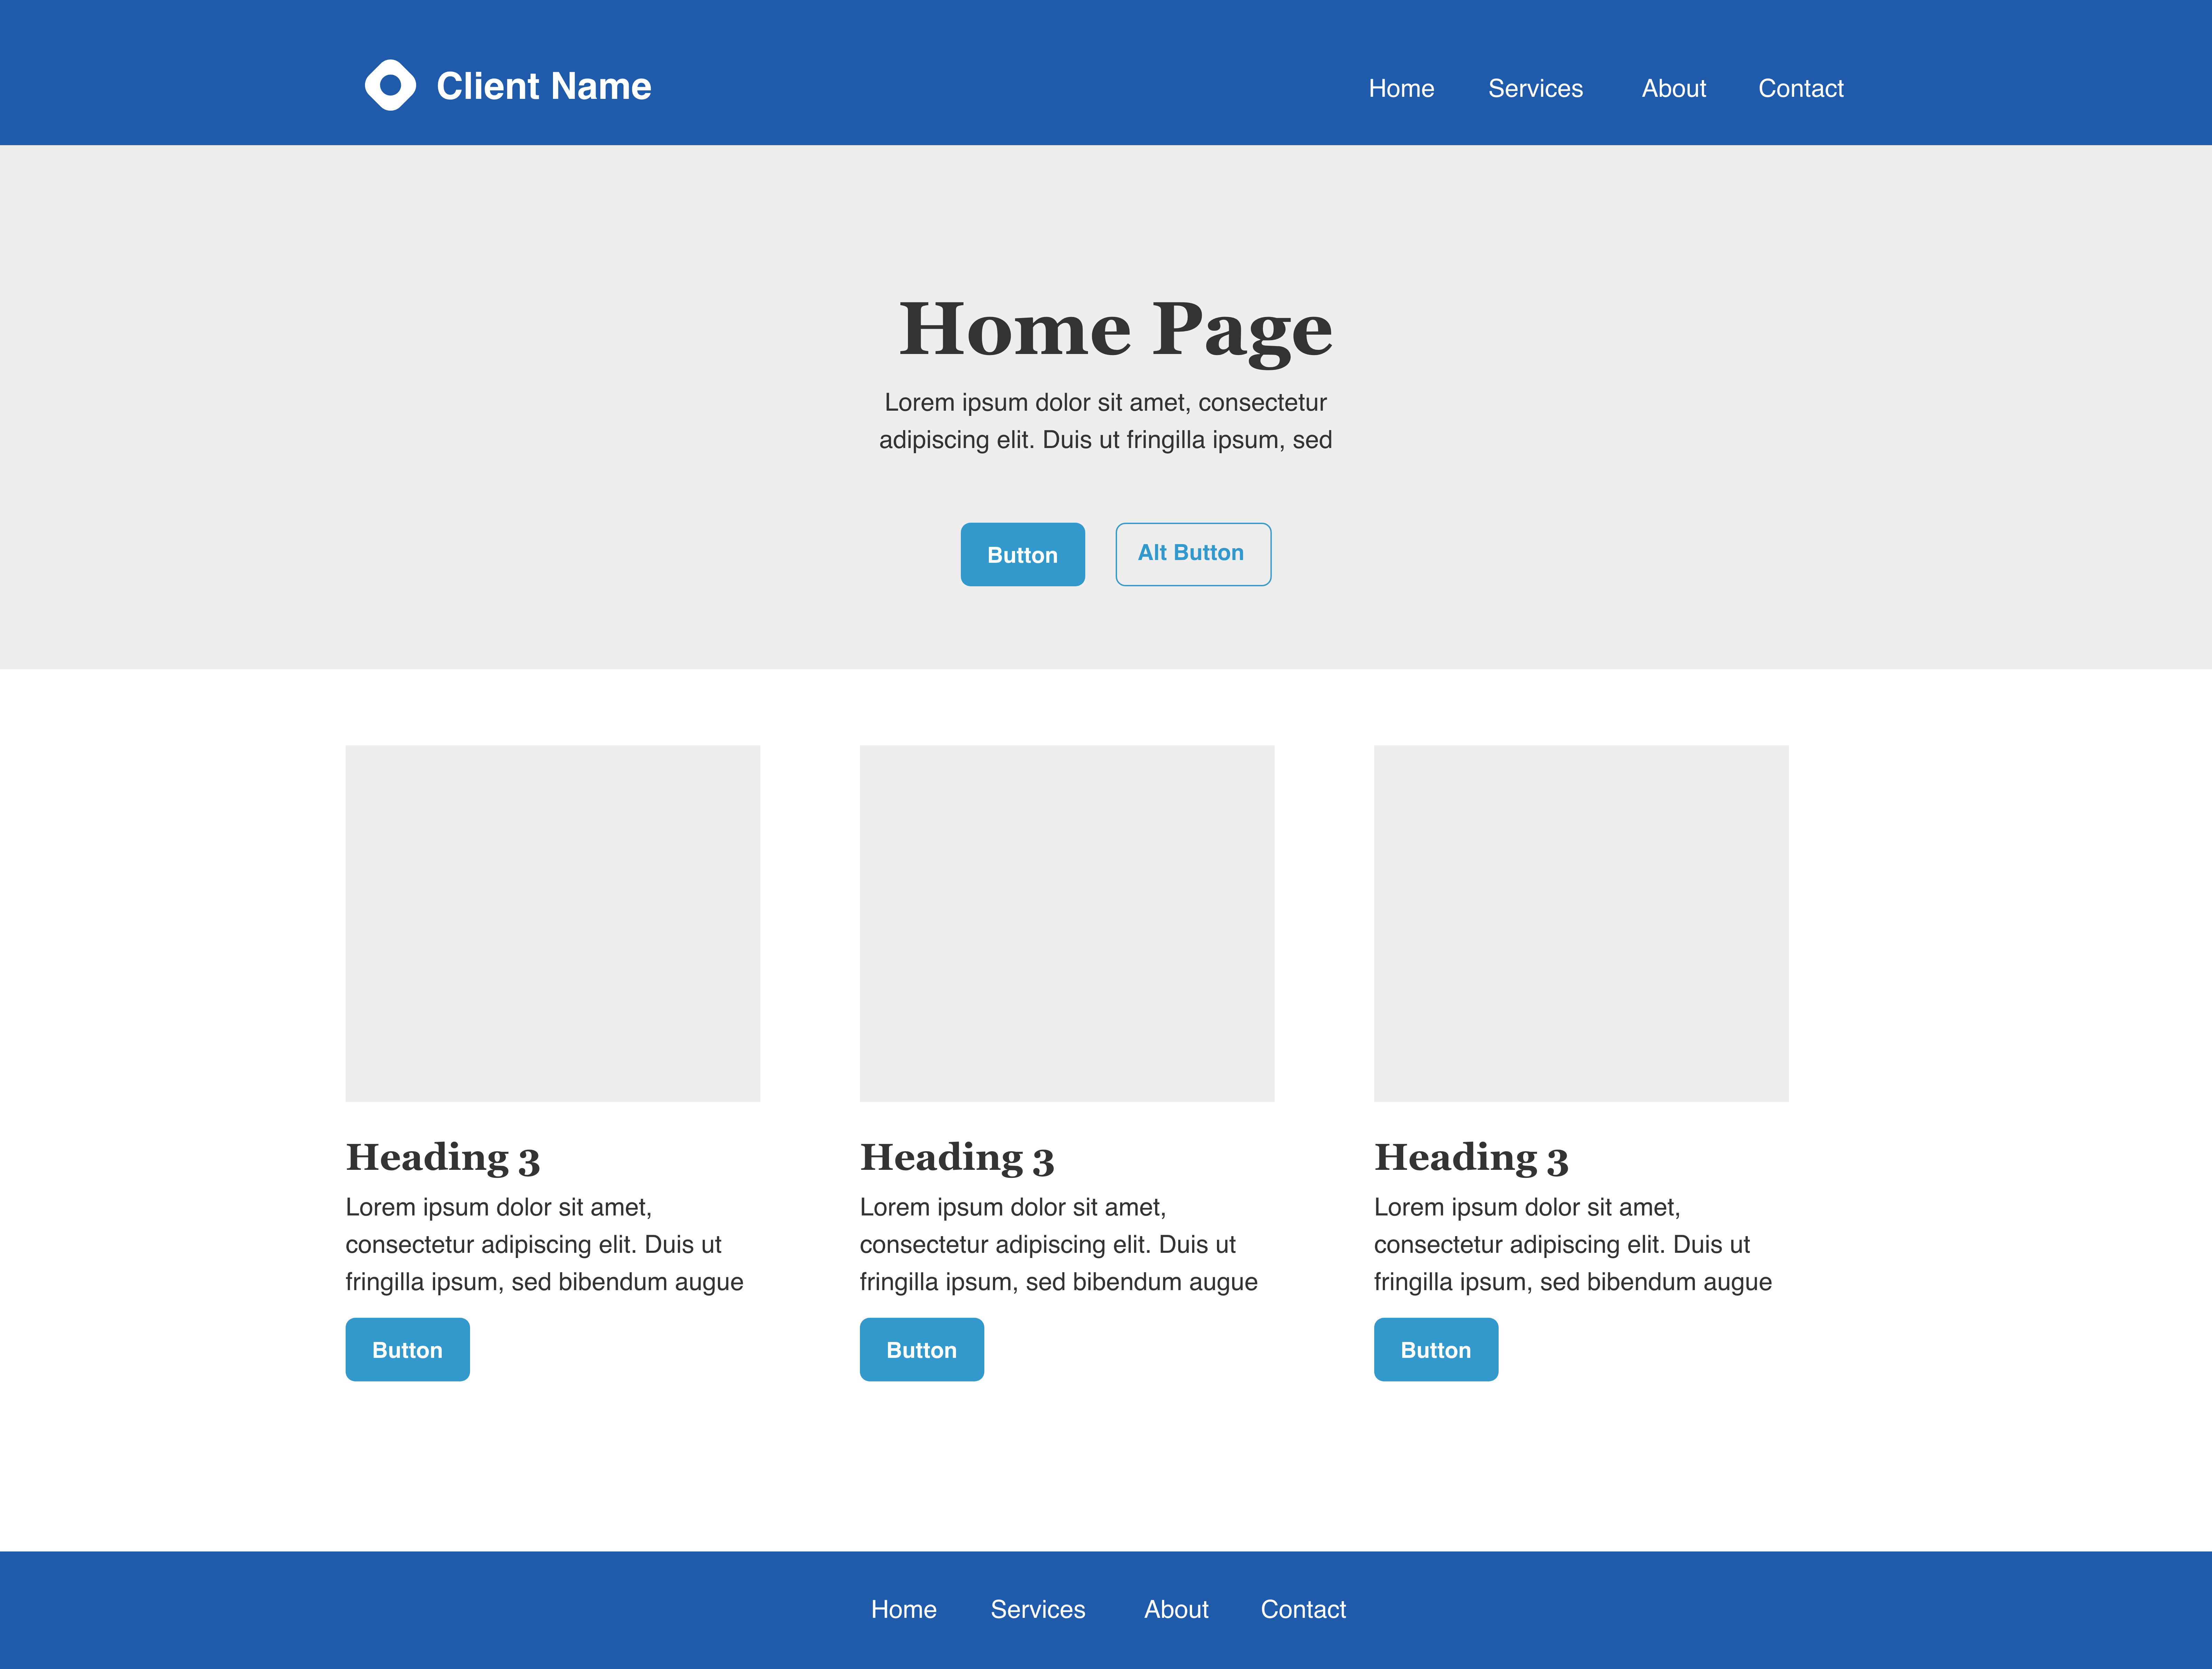 Client Name
Home Services About Contact
Home Page
Lorem ipsum dolor sit amet, consectetur
adipiscing elit. Duis ut fringilla ipsum, sed
Button
Alt Button
Heading 3
Lorem ipsum dolor sit amet,
consectetur adipiscing elit. Duis ut
fringilla ipsum, sed bibendum augue
Button
Heading 3
Lorem ipsum dolor sit amet,
consectetur adipiscing elit. Duis ut
fringilla ipsum, sed bibendum augue
Button
Heading 3
Lorem ipsum dolor sit amet,
consectetur adipiscing elit. Duis ut
fringilla ipsum, sed bibendum augue
Button
Home Services About Contact